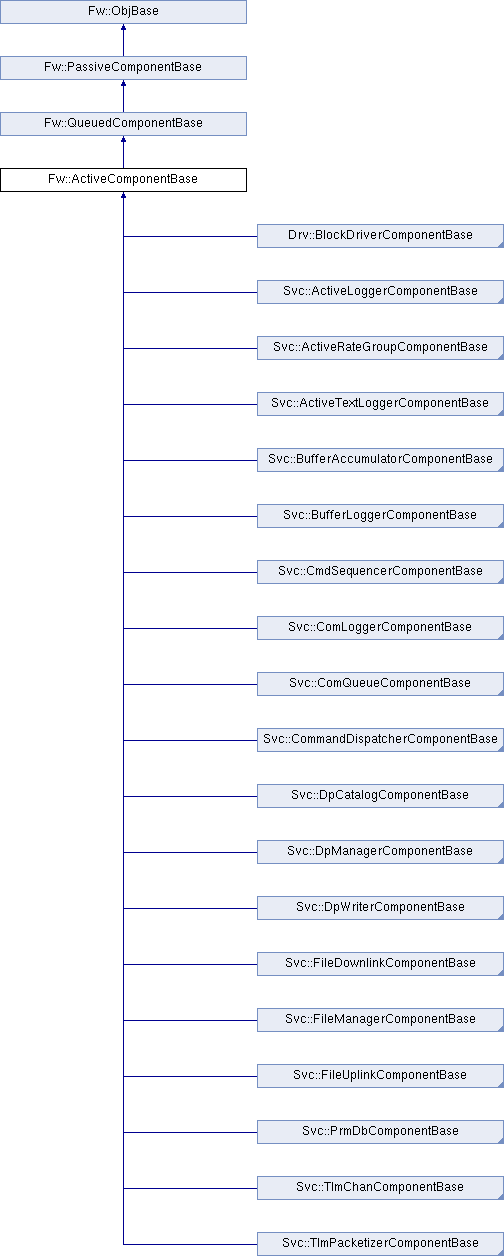 Fw::ObjBase
Fw::PassiveComponentBase
Fw::QueuedComponentBase
Fw::ActiveComponentBase
Drv::BlockDriverComponentBase
Svc::ActiveLoggerComponentBase
Svc::ActiveRateGroupComponentBase
Svc::ActiveTextLoggerComponentBase
Svc::BufferAccumulatorComponentBase
Svc::BufferLoggerComponentBase
Svc::CmdSequencerComponentBase
Svc::ComLoggerComponentBase
Svc::ComQueueComponentBase
Svc::CommandDispatcherComponentBase
Svc::DpCatalogComponentBase
Svc::DpManagerComponentBase
Svc::DpWriterComponentBase
Svc::FileDownlinkComponentBase
Svc::FileManagerComponentBase
Svc::FileUplinkComponentBase
Svc::PrmDbComponentBase
Svc::TlmChanComponentBase
Svc::TlmPacketizerComponentBase